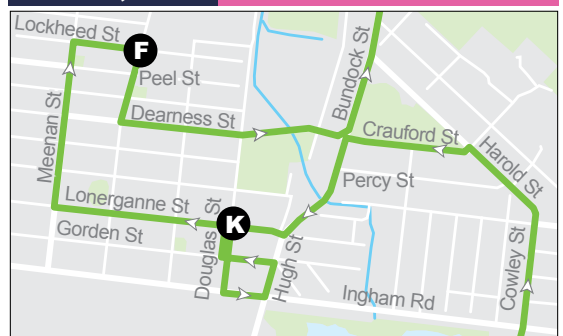 Lockheed St
F
Peel St
Bundock St
Dearness St
Crauford St
Harold St
Meenan St
Percy St
Lonerganne St
K
Douglas St
Gorden St
Hugh St
Cowley St
Ingham Rd